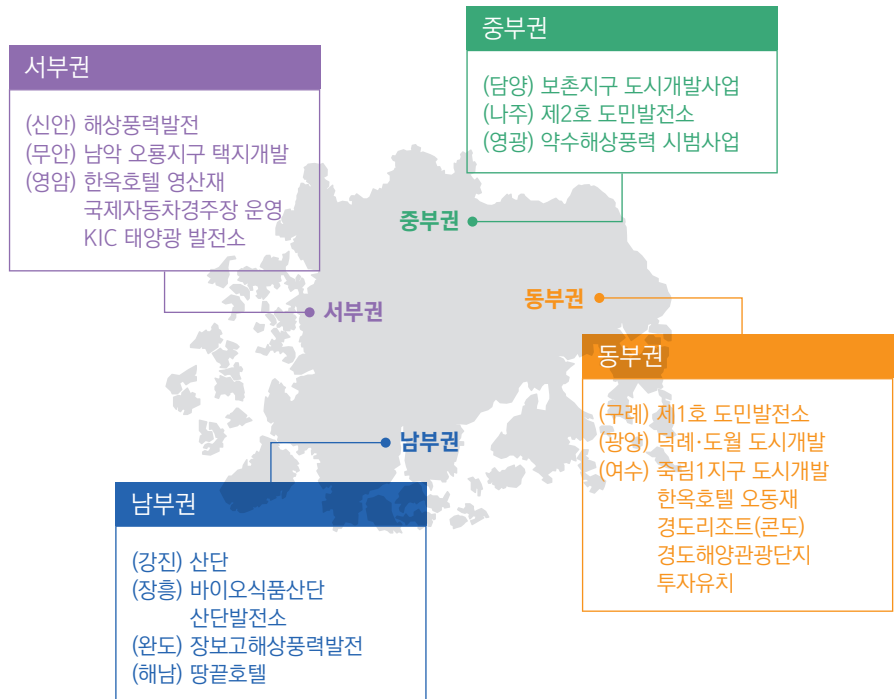 서부권
(신안) 해상풍력발전
(무안) 남악 오룡지구 택지개발
(영암) 한옥호텔 영산재
국제자동차경주장 운영
KIC 태양광 발전소
중부권
(담양) 보촌지구 도시개발사업
(나주) 제2호 도민발전소
(영광) 약수해상풍력 시범사업
중부권
동부권
서부권
남부권
동부권
(구례) 제1호 도민발전소
(광양) 덕례·도월 도시개발
(여수) 죽림1지구 도시개발
한옥호텔 오동재
경도리조트(콘도)
경도해양관광단지
투자유치
남부권
(강진) 산단
(장흥) 바이오식품산단
산단발전소
(완도) 장보고해상풍력발전
(해남) 땅끝호텔